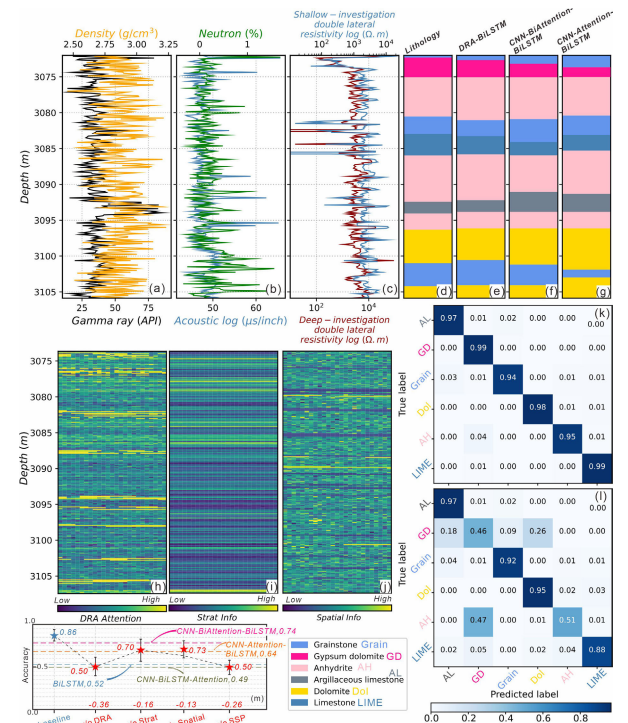 Density (g/cm³)
2.50 2.75 3.00 3.25
Neutron (%)
0 1
Shallow − investigation
double lateral
resistivity log (Ω. m)
10² 10³ 10⁴
Lithology
DRA-BiLSTM
CNN-BiAttention-
BiLSTM
CNN-Attention-
BiLSTM
Depth (m)
3075
3080
3085
3090
3095
3100
3105
(a) (b) (c) (d) (e) (f) (g)
25 50 75
Gamma ray (API)
40 50 60
Acoustic log (µs/inch)
10² 10⁴
Deep − investigation
double lateral
resistivity log (Ω. m)
Depth (m)
3075
3080
3085
3090
3095
3100
3105
(h) (i) (j)
Low High
DRA Attention
Low High
Strat Info
Low High
Spatial Info
(k)
True label
AL 0.97 0.01 0.02 0.00 0.00 0.00
GD 0.00 0.99 0.00 0.00 0.00 0.00
Grain 0.03 0.01 0.94 0.00 0.01 0.01
Dol 0.00 0.00 0.00 0.98 0.01 0.01
AH 0.00 0.04 0.00 0.00 0.95 0.01
LIME 0.00 0.01 0.00 0.00 0.00 0.99
(l)
True label
AL 0.97 0.01 0.02 0.00 0.00 0.00
GD 0.18 0.46 0.09 0.26 0.00 0.00
Grain 0.04 0.01 0.92 0.00 0.01 0.01
Dol 0.00 0.00 0.00 0.95 0.02 0.03
AH 0.00 0.47 0.00 0.01 0.51 0.01
LIME 0.02 0.05 0.00 0.02 0.04 0.88
AL GD Grain Dol AH LIME
Predicted label
0.0 0.2 0.4 0.6 0.8 1.0
Accuracy
1.0
0.5
0.0
0.86
0.50
0.70
0.73
0.50
CNN-BiAttention-BiLSTM,0.74
CNN-Attention-
BiLSTM,0.64
BiLSTM,0.52
CNN-BiLSTM-Attention,0.49
(m)
-0.36 -0.16 -0.13 -0.26
Grainstone Grain
Gypsum dolomite GD
Anhydrite AH
Argillaceous limestone AL
Dolomite Dol
Limestone LIME